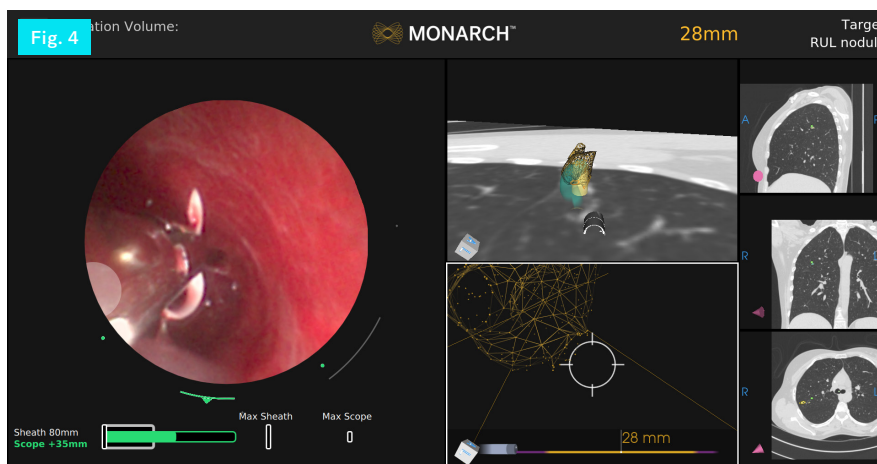 Fig. 4
ation Volume:
MONARCH™
28mm
Targe
RUL nodul
A
R
R
28 mm
Max Sheath
Max Scope
Sheath 80mm
Scope +35mm